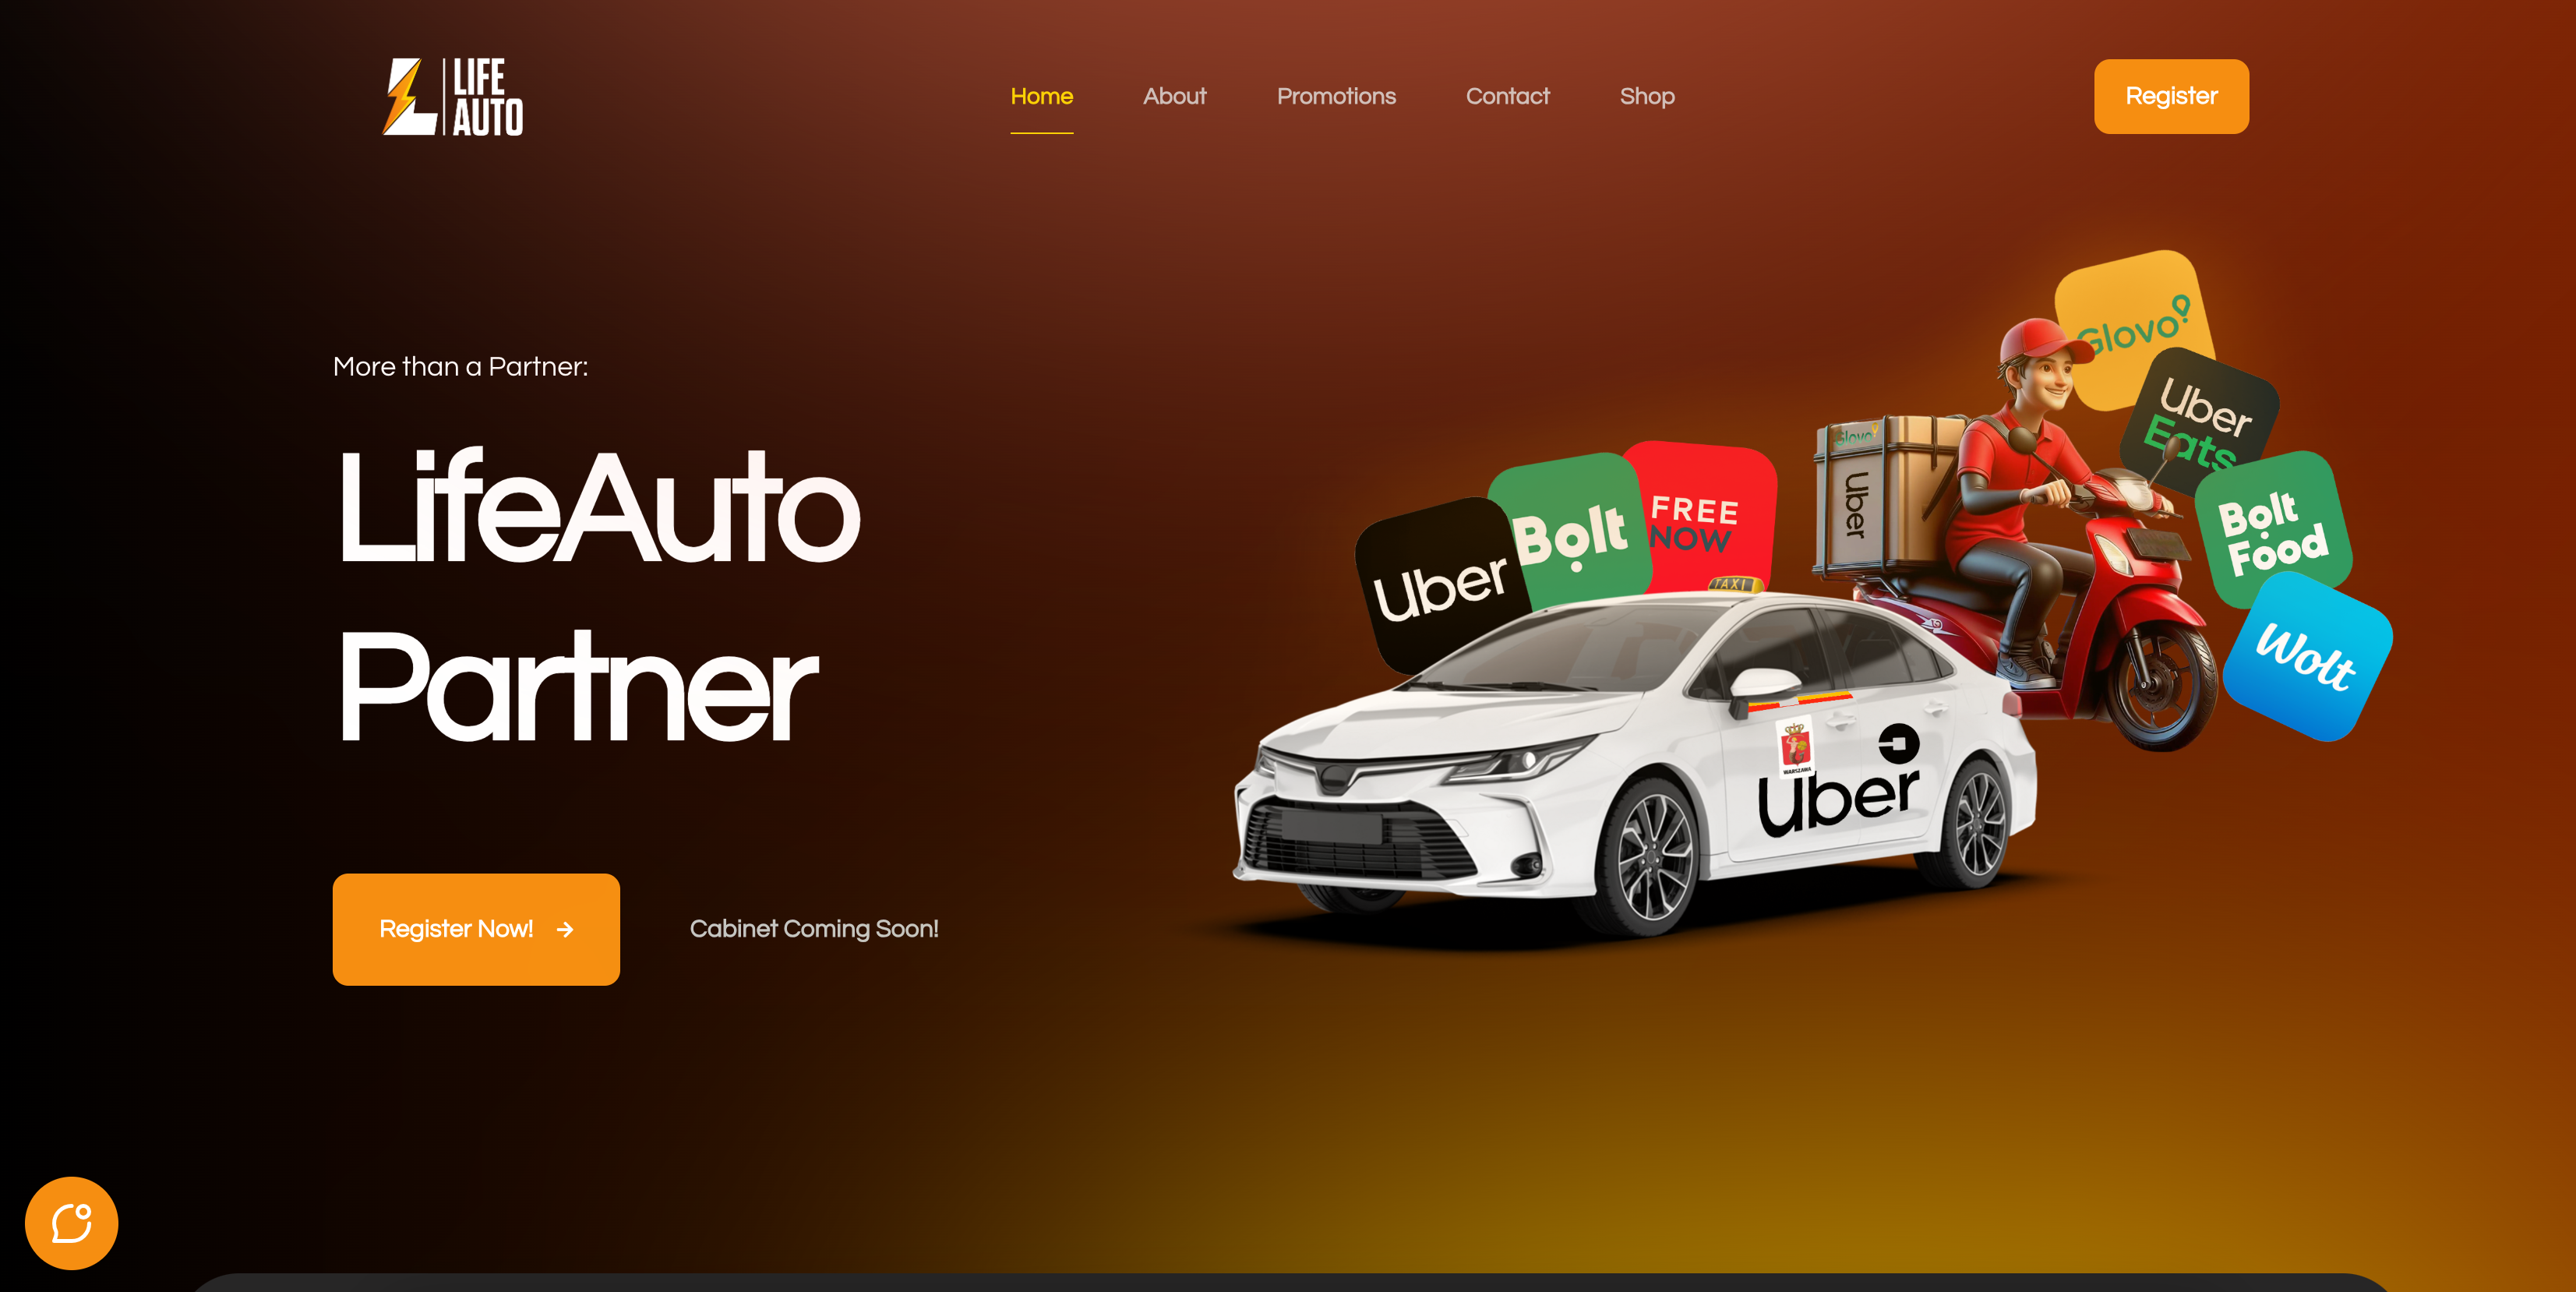 LIFE
AUTO
Home
About
Promotions
Contact
Shop
Register
More than a Partner:
LifeAuto
Partner
Register Now!
Cabinet Coming Soon!
Uber
Bolt
FREE
NOW
TAXI
WARSZAWA
Uber
Glovo
Uber
Glovo
Uber
Eats
Bolt
Food
Wolt